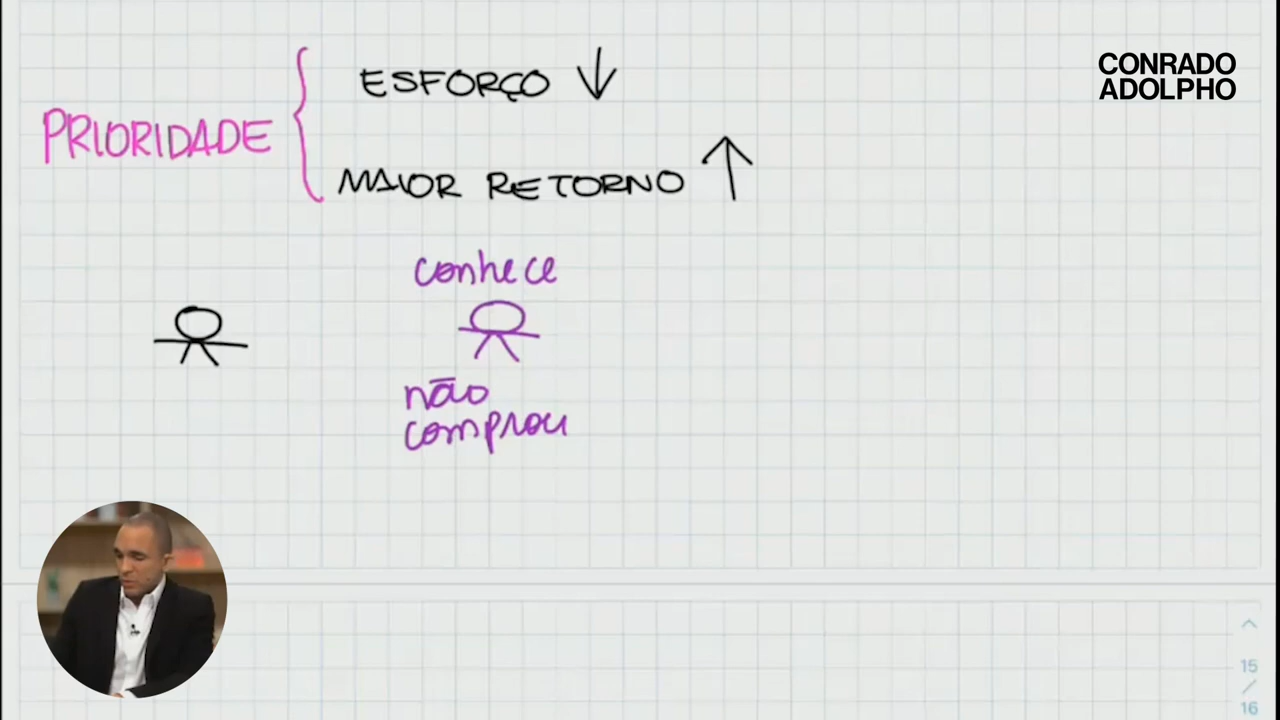 CONRADO
ADOLPHO
PRIORIDADE
ESFORÇO ↓
MAIOR RETORNO ↑
conhece
não
comprou
15
/
16